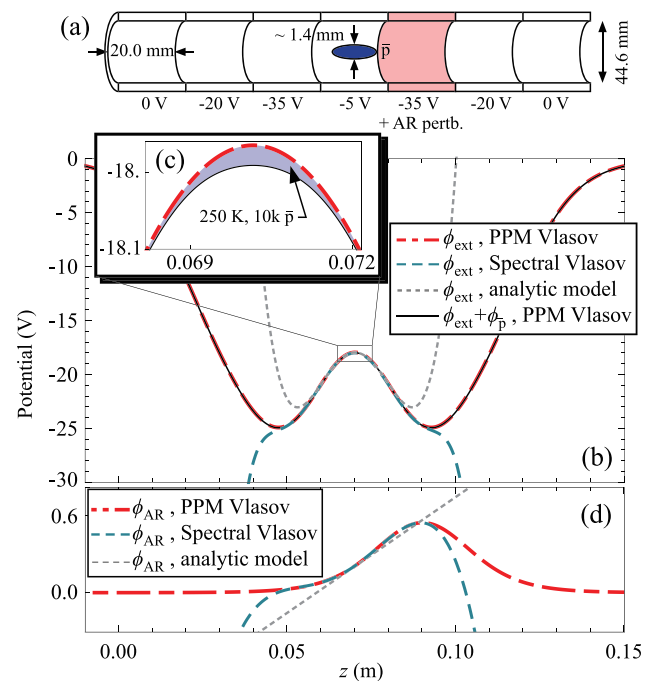 (a)
~ 1.4 mm
p̄
20.0 mm
44.6 mm
0 V -20 V -35 V -5 V -35 V -20 V 0 V
+ AR pertb.
(c)
-18.
250 K, 10k p̄
-18.1
0.069 0.072
0
-5
-10
-15
-20
-25
-30
Potential (V)
ϕext , PPM Vlasov
ϕext , Spectral Vlasov
ϕext , analytic model
ϕext+ϕp̄ , PPM Vlasov
(b)
ϕAR , PPM Vlasov
ϕAR , Spectral Vlasov
ϕAR , analytic model
(d)
0.6
0.0
0.00 0.05 0.10 0.15
z (m)